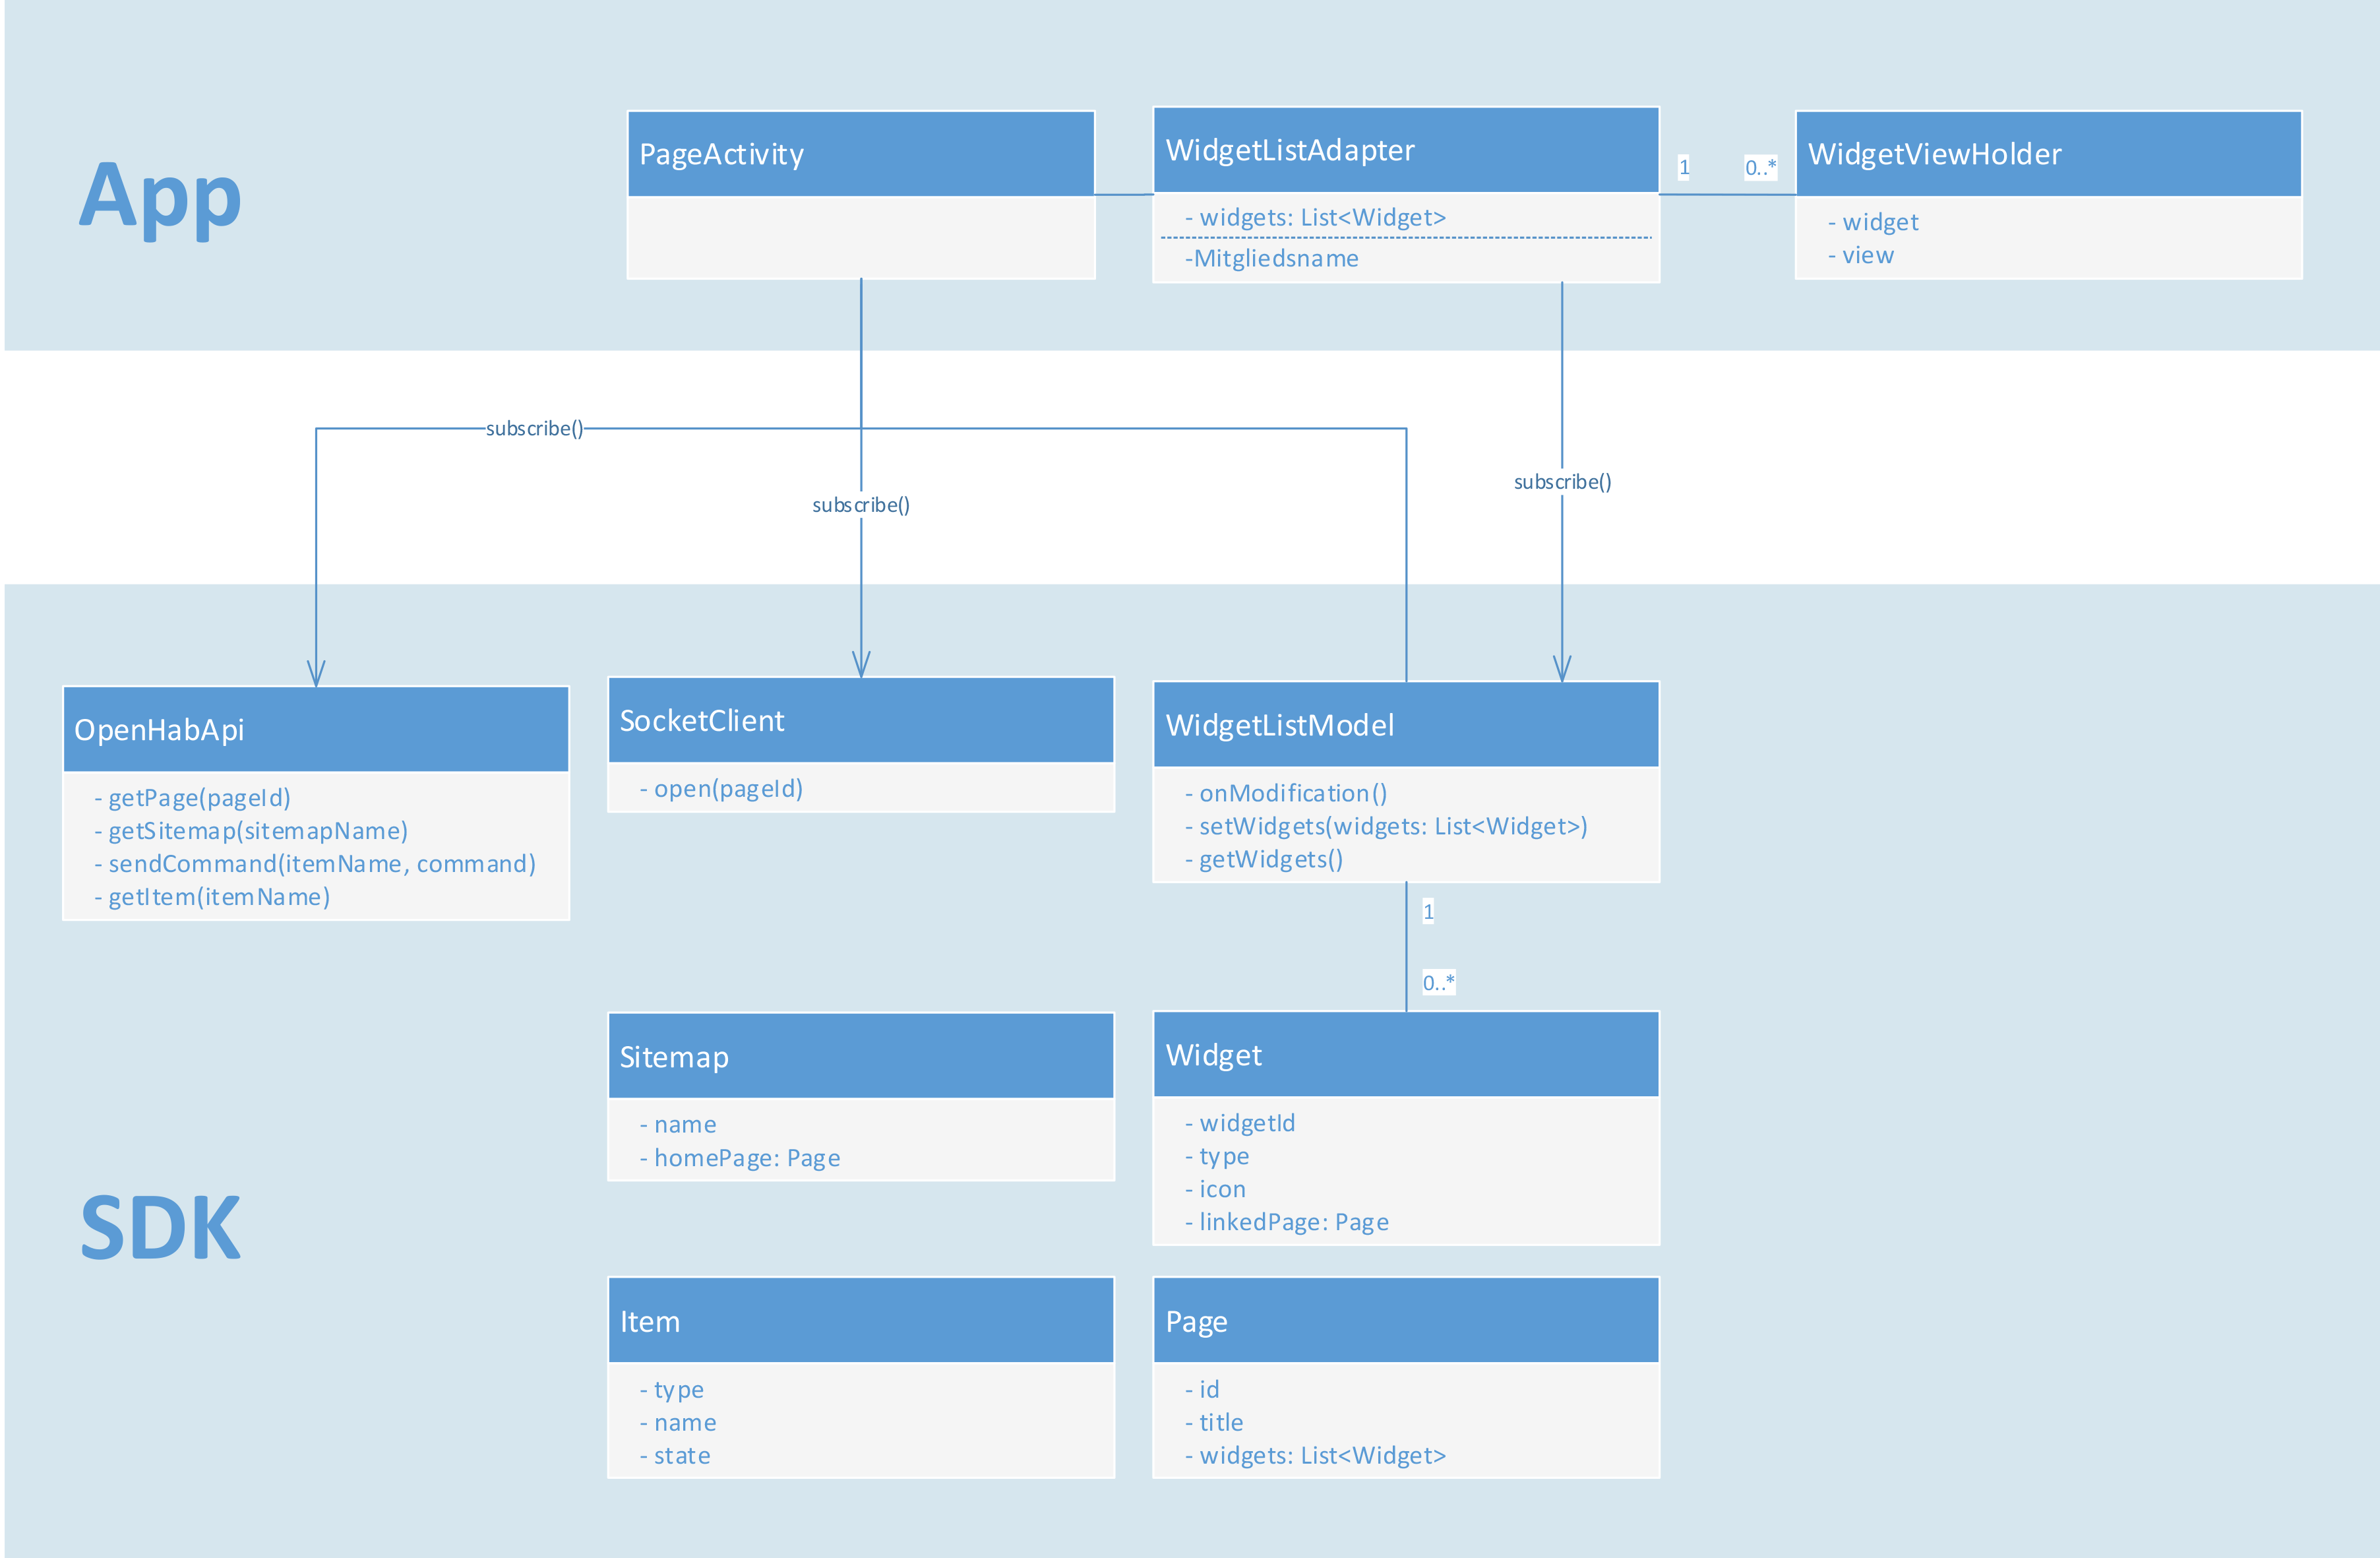 App
PageActivity
WidgetListAdapter
- widgets: List<Widget>
-Mitgliedsname
1
0..*
WidgetViewHolder
- widget
- view
subscribe()
subscribe()
subscribe()
OpenHabApi
- getPage(pageId)
- getSitemap(sitemapName)
- sendCommand(itemName, command)
- getItem(itemName)
SocketClient
- open(pageId)
WidgetListModel
- onModification()
- setWidgets(widgets: List<Widget>)
- getWidgets()
1
0..*
SDK
Sitemap
- name
- homePage: Page
Widget
- widgetId
- type
- icon
- linkedPage: Page
Item
- type
- name
- state
Page
- id
- title
- widgets: List<Widget>